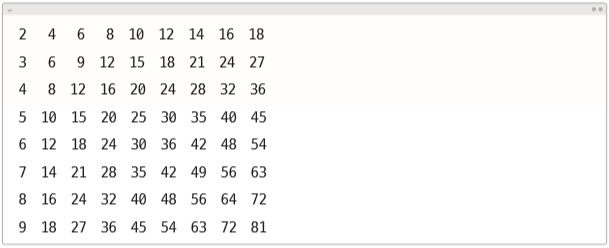 2 4 6 8 10 12 14 16 18
3 6 9 12 15 18 21 24 27
4 8 12 16 20 24 28 32 36
5 10 15 20 25 30 35 40 45
6 12 18 24 30 36 42 48 54
7 14 21 28 35 42 49 56 63
8 16 24 32 40 48 56 64 72
9 18 27 36 45 54 63 72 81